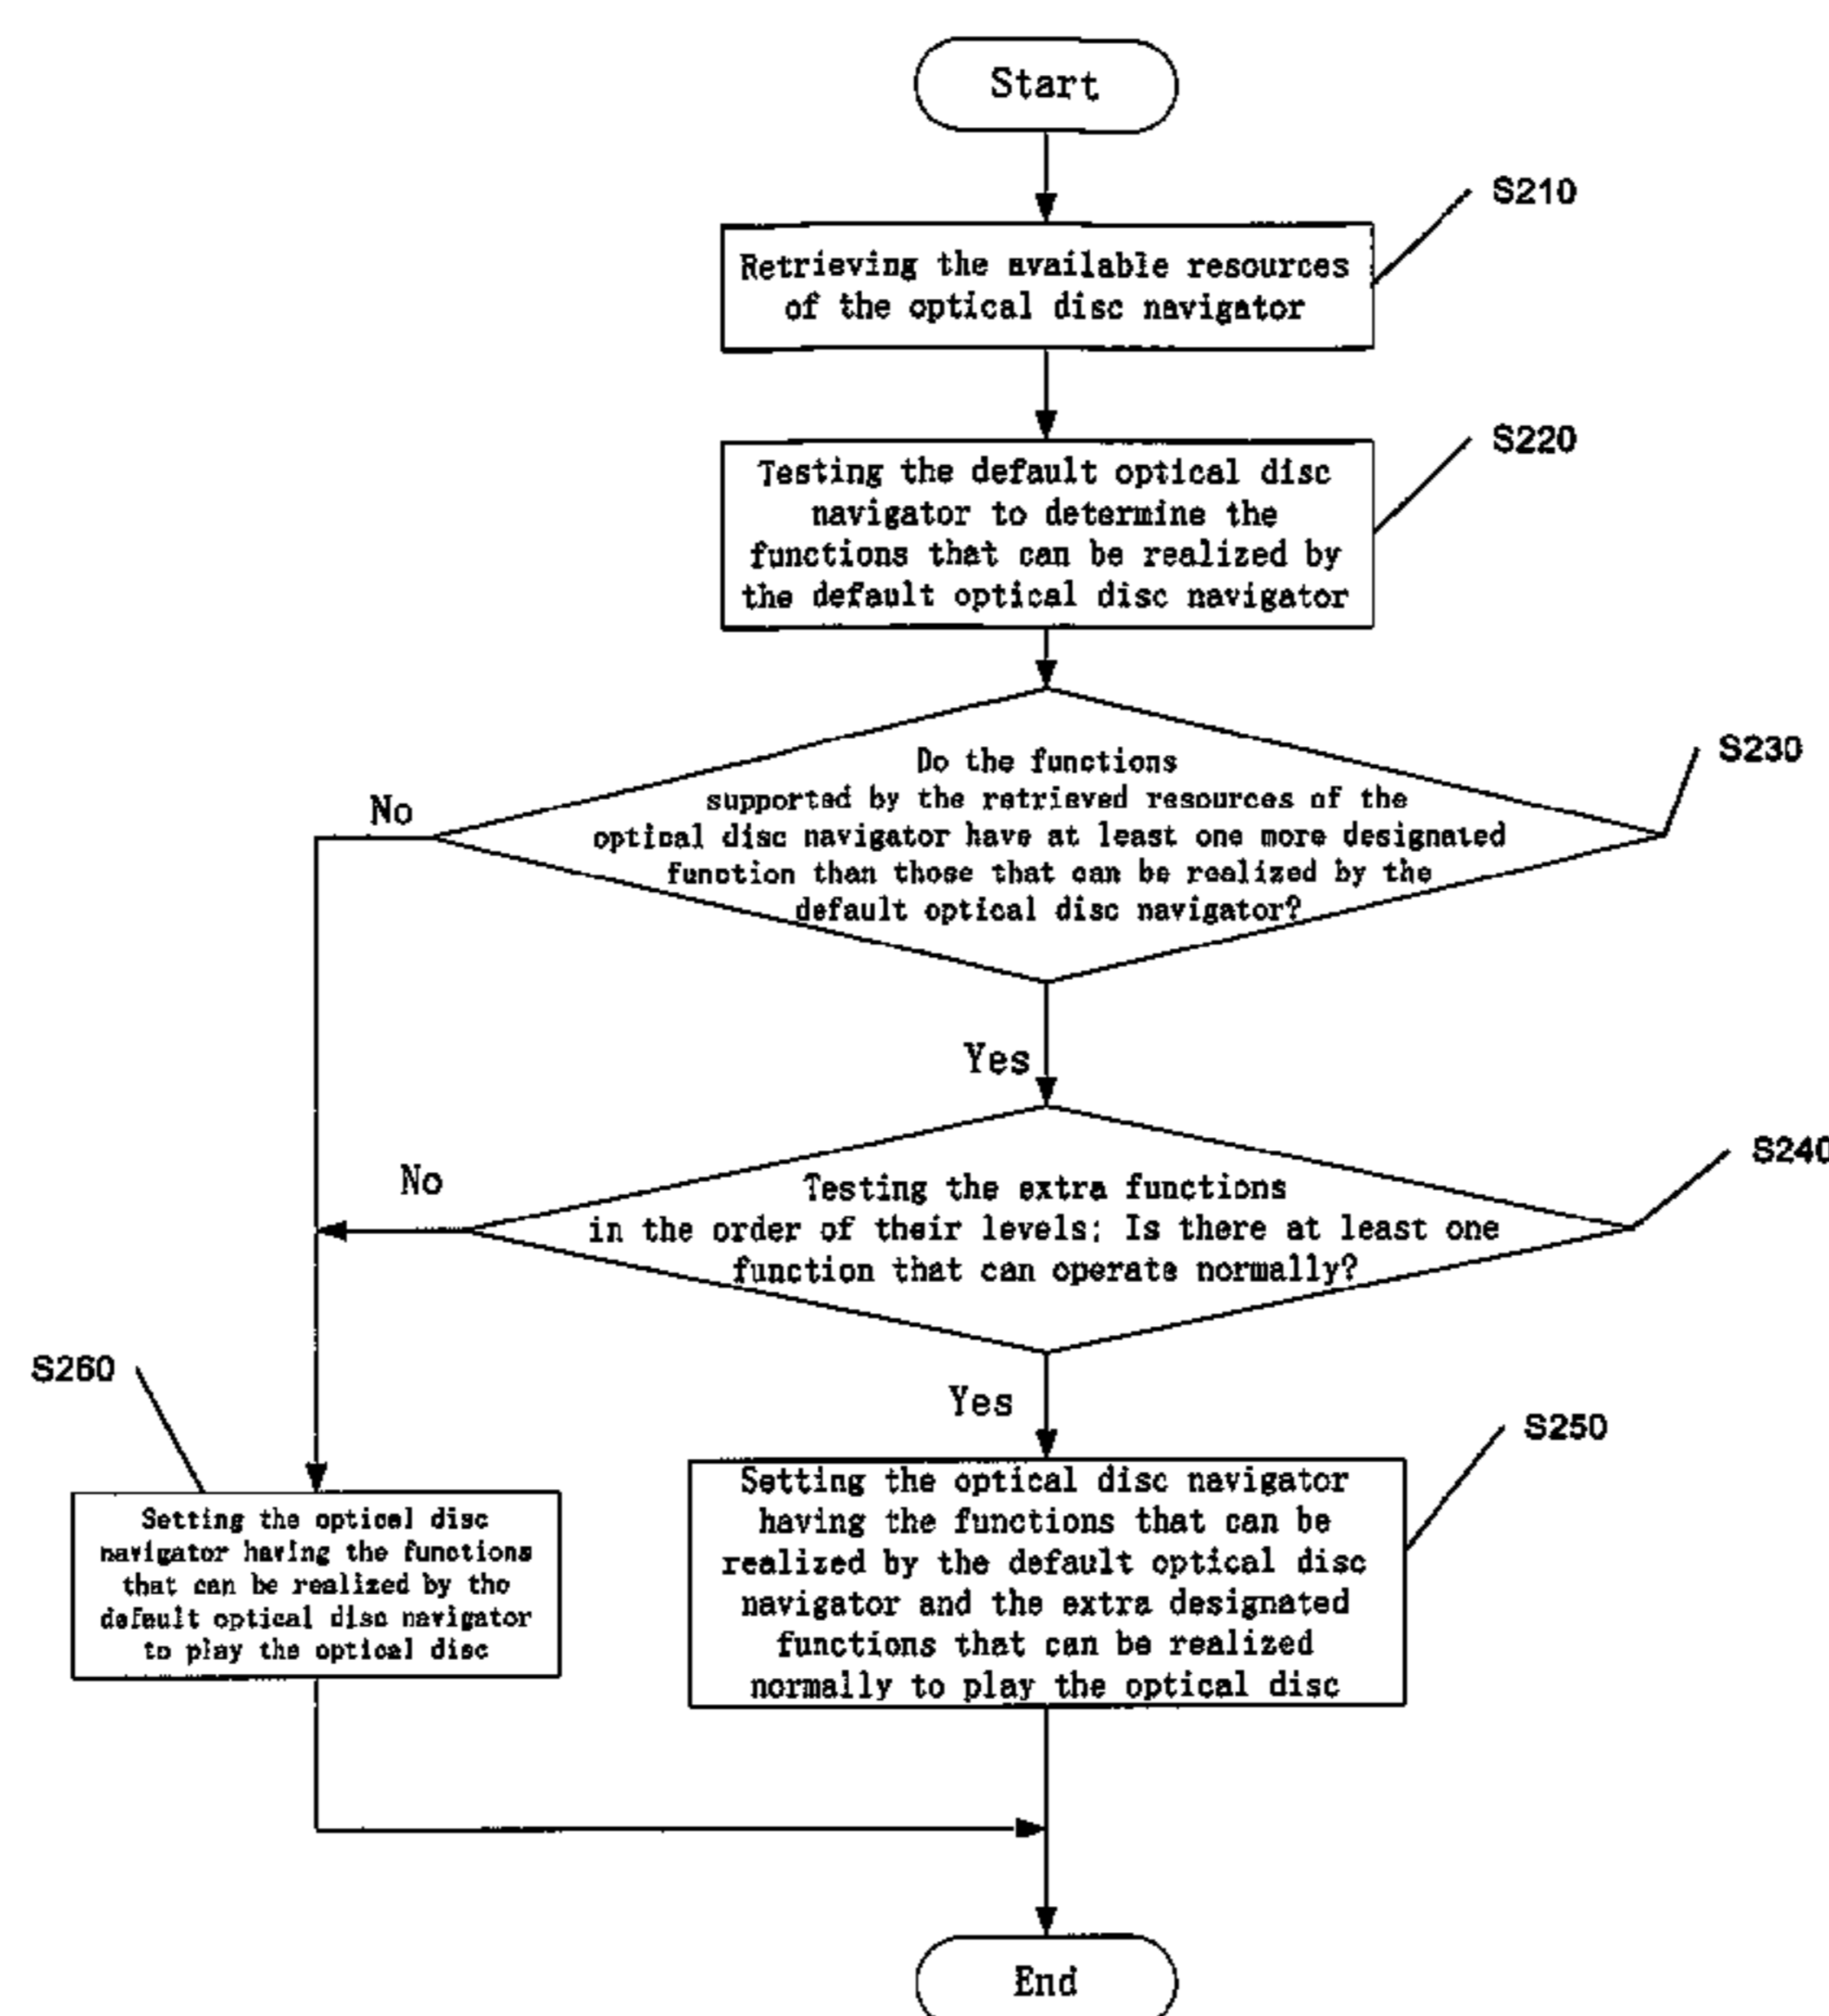 Start
S210
Retrieving the available resources
of the optical disc navigator
S220
Testing the default optical disc
navigator to determine the
functions that can be realized by
the default optical disc navigator
S230
Do the functions
supported by the retrieved resources of the
optical disc navigator have at least one more designated
function than those that can be realized by the
default optical disc navigator?
No
Yes
S240
Testing the extra functions
in the order of their levels; Is there at least one
function that can operate normally?
No
Yes
S260
Setting the optical disc
navigator having the functions
that can be realized by the
default optical disc navigator
to play the optical disc
S250
Setting the optical disc navigator
having the functions that can be
realized by the default optical disc
navigator and the extra designated
functions that can be realized
normally to play the optical disc
End